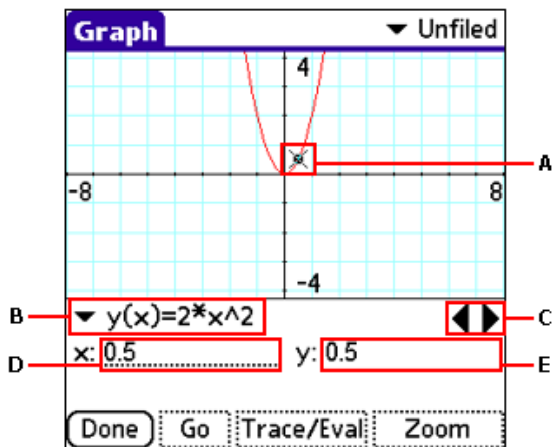 Graph Unfiled
4
A
-8 8
-4
B y(x)=2*x^2 C
D x: 0.5 y: 0.5 E
Done Go Trace/Eval Zoom